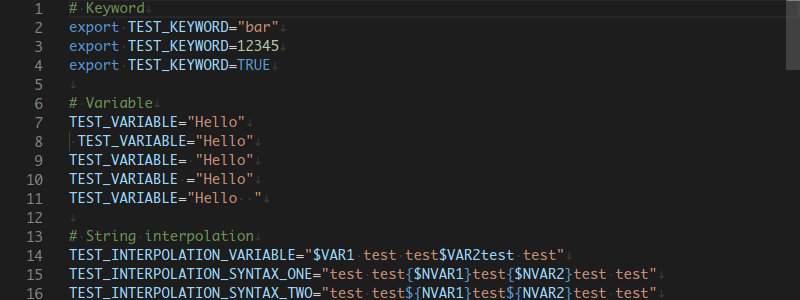 1 # Keyword
2 export TEST_KEYWORD="bar"
3 export TEST_KEYWORD=12345
4 export TEST_KEYWORD=TRUE
5
6 # Variable
7 TEST_VARIABLE="Hello"
8  TEST_VARIABLE="Hello"
9 TEST_VARIABLE= "Hello"
10 TEST_VARIABLE ="Hello"
11 TEST_VARIABLE="Hello  "
12
13 # String interpolation
14 TEST_INTERPOLATION_VARIABLE="$VAR1 test test$VAR2test test"
15 TEST_INTERPOLATION_SYNTAX_ONE="test test{$NVAR1}test{$NVAR2}test test"
16 TEST_INTERPOLATION_SYNTAX_TWO="test test${NVAR1}test${NVAR2}test test"